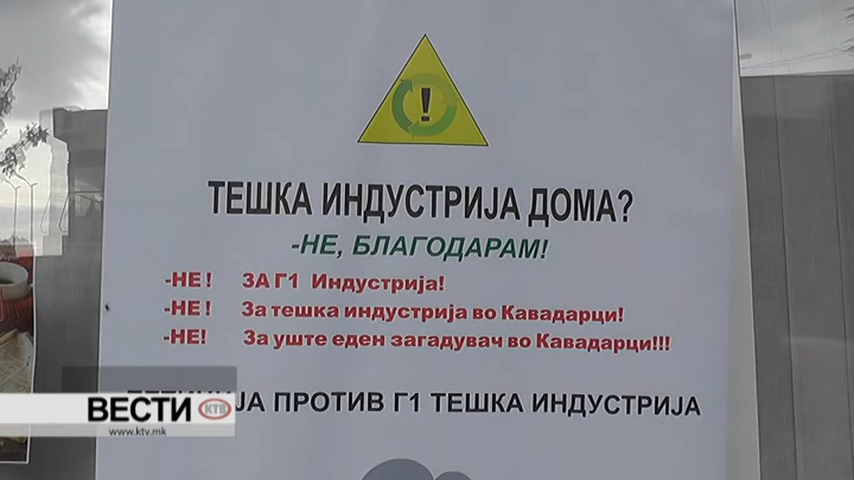 !
ТЕШКА ИНДУСТРИЈА ДОМА?
-НЕ, БЛАГОДАРАМ!
-НЕ! ЗА Г1 Индустрија!
-НЕ! За тешка индустрија во Кавадарци!
-НЕ! За уште еден загадувач во Кавадарци!!!
ПРОТИВ Г1 ТЕШКА ИНДУСТРИЈА
ВЕСТИ КТВ
www.ktv.mk